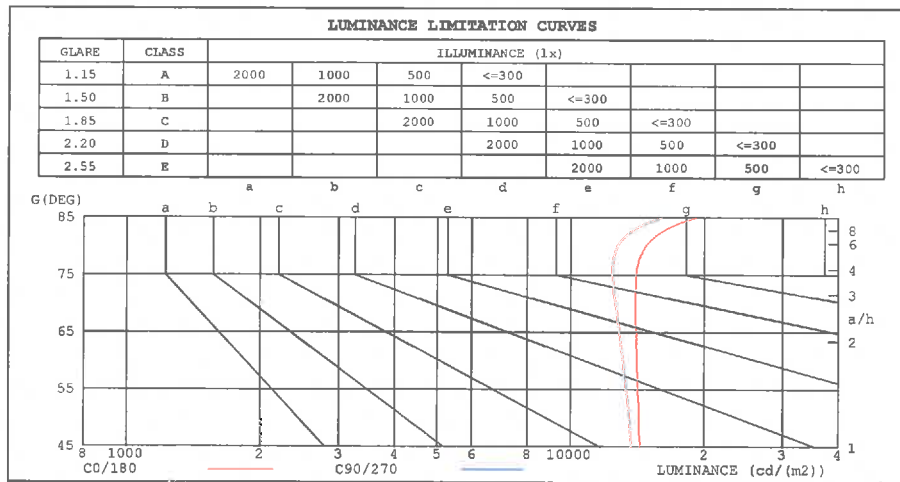 LUMINANCE LIMITATION CURVES
GLARE CLASS ILLUMINANCE (lx)
1.15 A 2000 1000 500 <=300
1.50 B 2000 1000 500 <=300
1.85 C 2000 1000 500 <=300
2.20 D 2000 1000 500 <=300
2.55 E 2000 1000 500 <=300
a b c d e f g h
G(DEG)
85 a b c d e f g h 8
6
75 4
3
a/h
65 2
55
45 1
8 1000 2 3 4 5 6 8 10000 2 3 4
C0/180 C90/270 LUMINANCE (cd/(m2))